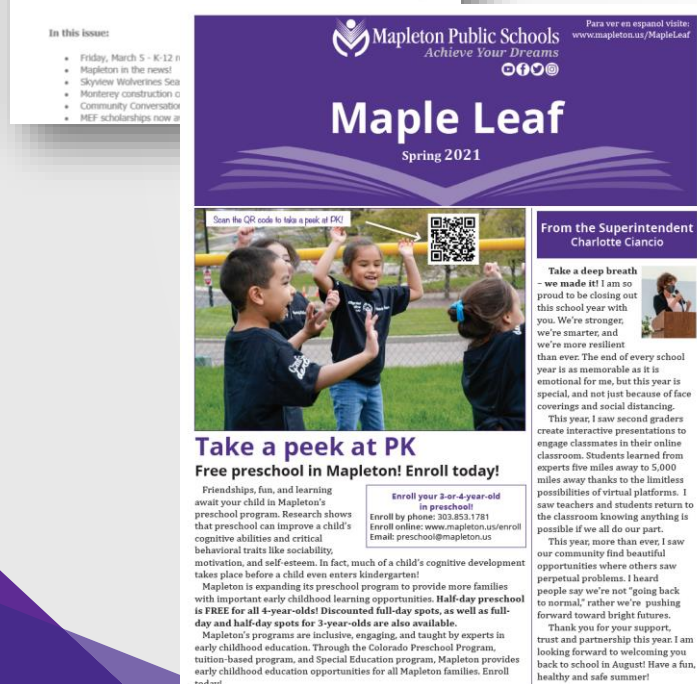 In this issue:
Friday, March 5 - K-12
Mapleton in the news!
Skyview Wolverines
Monterey construction
Community
MEF scholarships now
Mapleton Public Schools
Achieve Your Dreams
Para ver en espanol visite:
www.mapleton.us/MapleLeaf
Maple Leaf
Spring 2021
Scan the QR code to take a peek at PK!
Take a peek at PK
Free preschool in Mapleton! Enroll today!
Friendships, fun, and learning
await your child in Mapleton's
preschool program. Research shows
that preschool can improve a child's
cognitive abilities and critical
behavioral traits like sociability,
motivation, and self-esteem. In fact, much of a child's cognitive development
takes place before a child even enters kindergarten!
Mapleton is expanding its preschool program to provide more families
with important early childhood learning opportunities. Half-day preschool
is FREE for all 4-year-olds! Discounted full-day spots, as well as full-
day and half-day spots for 3-year-olds are also available.
Mapleton's programs are inclusive, engaging, and taught by experts in
early childhood education. Through the Colorado Preschool Program,
tuition-based program, and Special Education program, Mapleton provides
early childhood education opportunities for all Mapleton families. Enroll
today!
Enroll your 3-or-4-year-old
in preschool!
Enroll by phone: 303.853.1781
Enroll online: www.mapleton.us/enroll
Email: preschool@mapleton.us
From the Superintendent
Charlotte Ciancio
Take a deep breath
– we made it! I am so
proud to be closing out
this school year with
you. We're stronger,
we're smarter, and
we're more resilient
than ever. The end of every school
year is as memorable as it is
emotional for me, but this year is
special, and not just because of face
coverings and social distancing.
This year, I saw second graders
create interactive presentations to
engage classmates in their online
classroom. Students learned from
experts five miles away to 5,000
miles away thanks to the limitless
possibilities of virtual platforms. I
saw teachers and students return to
the classroom knowing anything is
possible if we all do our part.
This year, more than ever, I saw
our community find beautiful
opportunities where others saw
perpetual problems. I heard
people say we're not "going back
to normal," rather we're pushing
forward toward bright futures.
Thank you for your support,
trust and partnership this year. I am
looking forward to welcoming you
back to school in August! Have a fun,
healthy and safe summer!